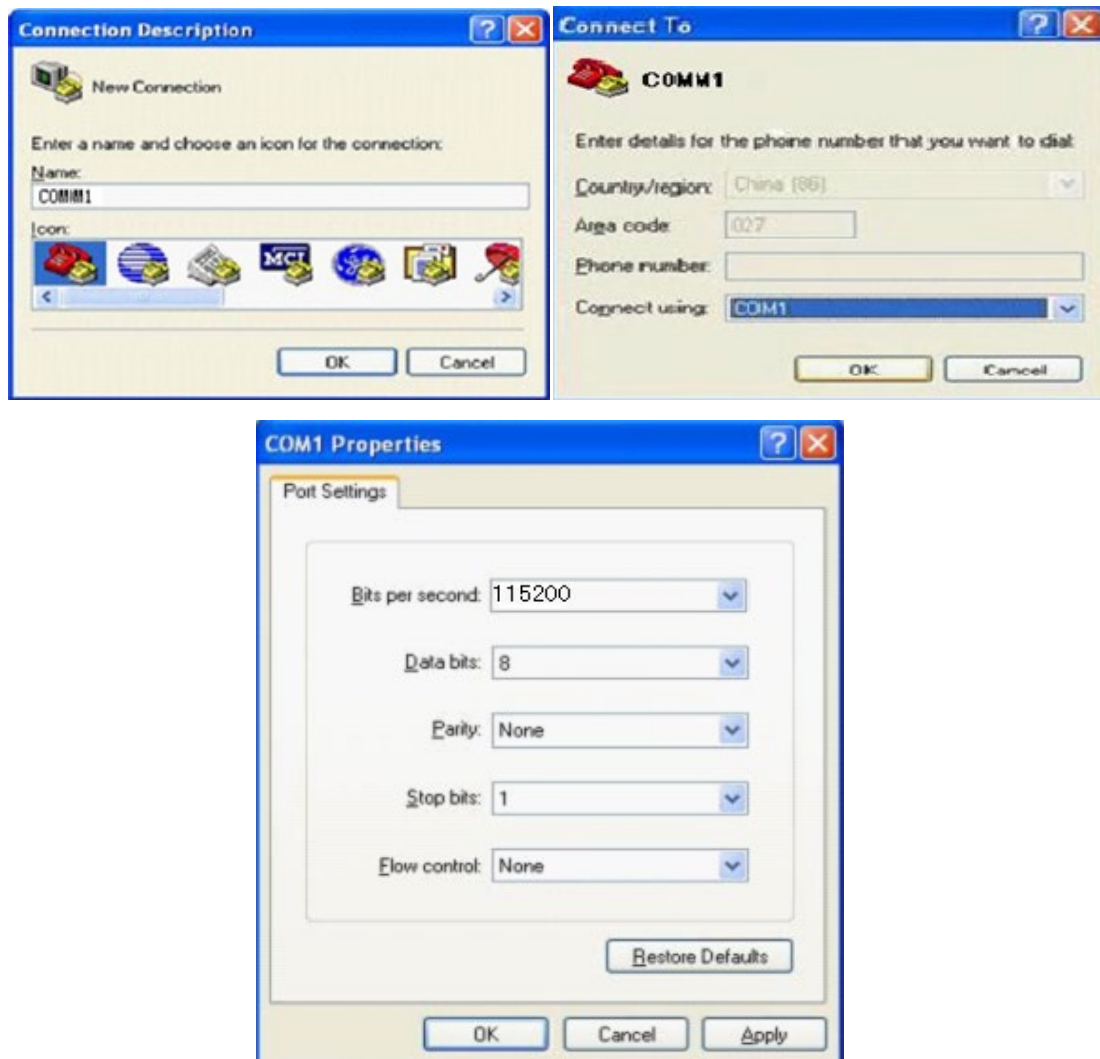 Connection Description
New Connection
Enter a name and choose an icon for the connection:
Name:
COMM1
Icon:
MCI
OK Cancel
Connect To
COMM1
Enter details for the phone number that you want to dial:
Country/region: China (86)
Area code: 027
Phone number:
Connect using: COM1
OK Cancel
COM1 Properties
Port Settings
Bits per second: 115200
Data bits: 8
Parity: None
Stop bits: 1
Flow control: None
Restore Defaults
OK Cancel Apply